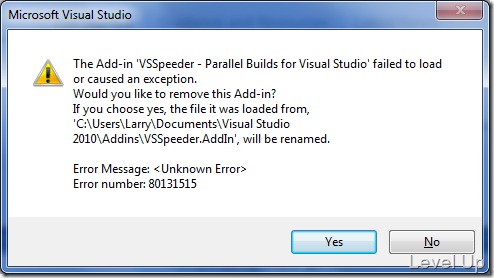 Microsoft Visual Studio
The Add-in 'VSSpeeder - Parallel Builds for Visual Studio' failed to load
or caused an exception.
Would you like to remove this Add-in?
If you choose yes, the file it was loaded from,
'C:\Users\Larry\Documents\Visual Studio
2010\Addins\VSSpeeder.AddIn', will be renamed.
Error Message: <Unknown Error>
Error number: 80131515
Yes
No
Level Up